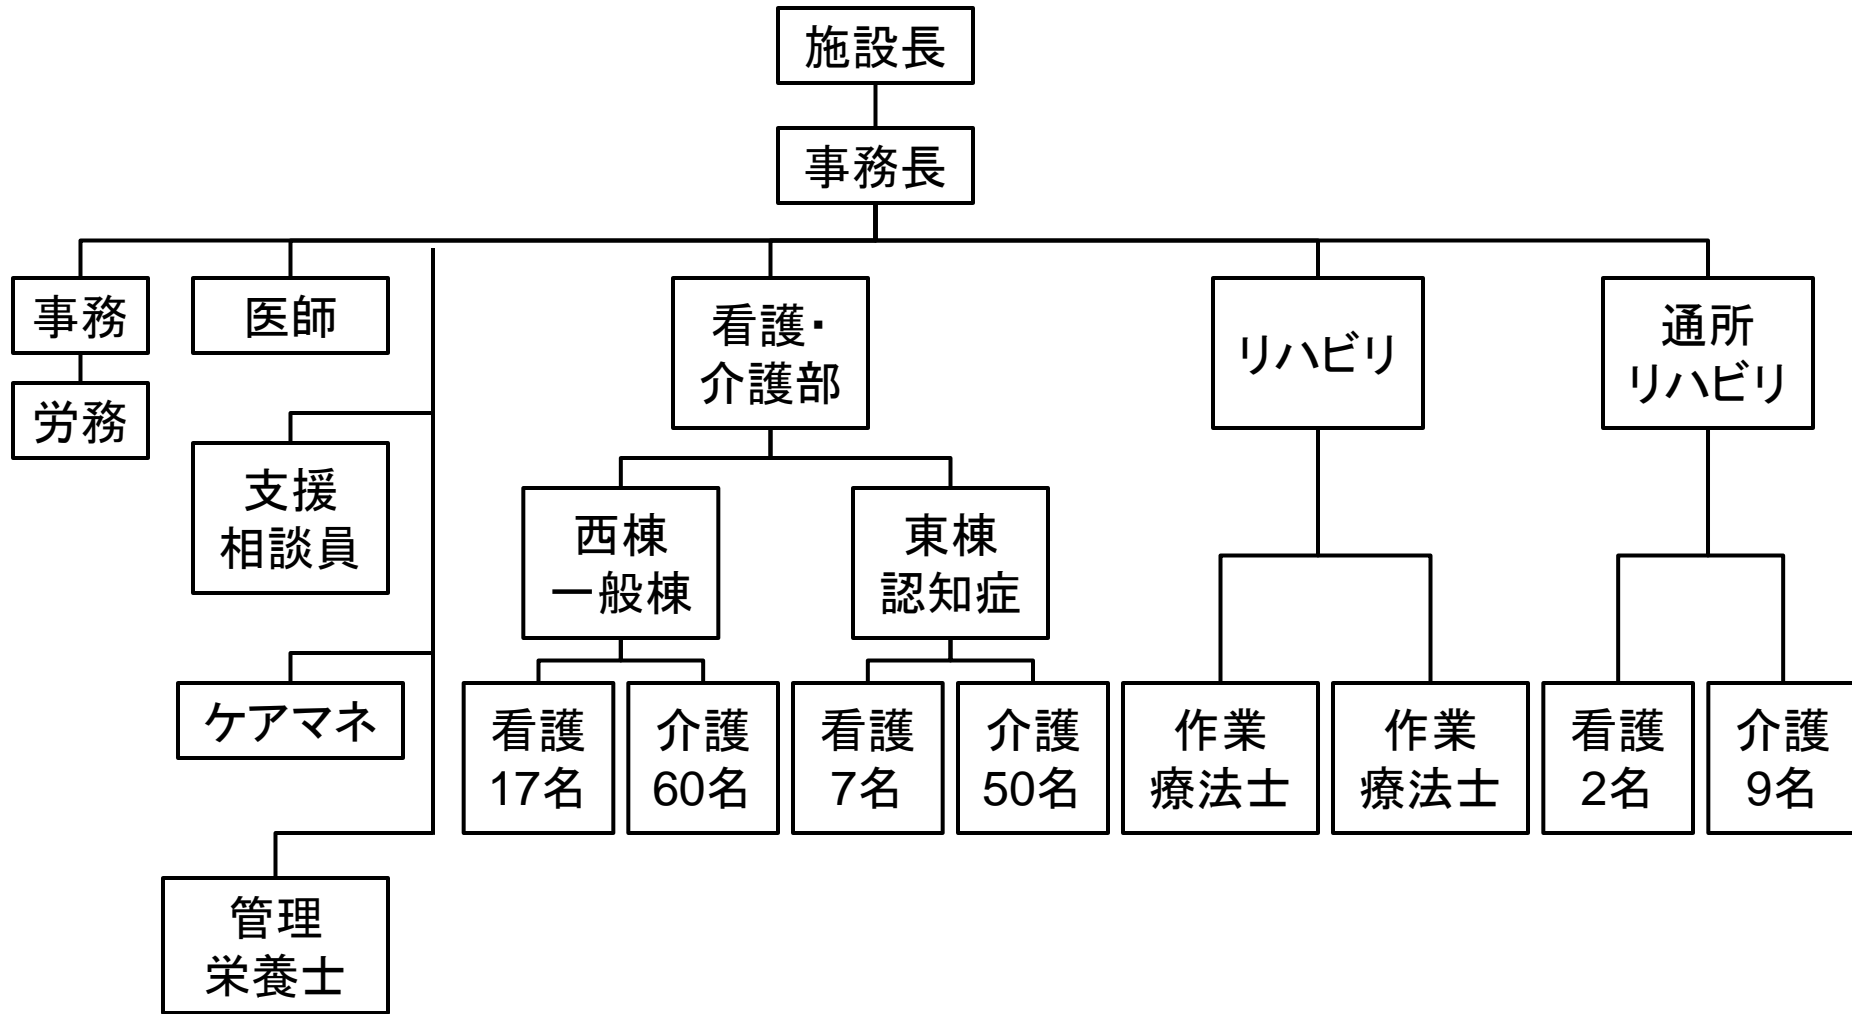 施設長
事務長
事務
労務
医師
支援
相談員
ケアマネ
管理
栄養士
看護・
介護部
西棟
一般棟
看護
17名
介護
60名
東棟
認知症
看護
7名
介護
50名
リハビリ
作業
療法士
作業
療法士
通所
リハビリ
看護
2名
介護
9名